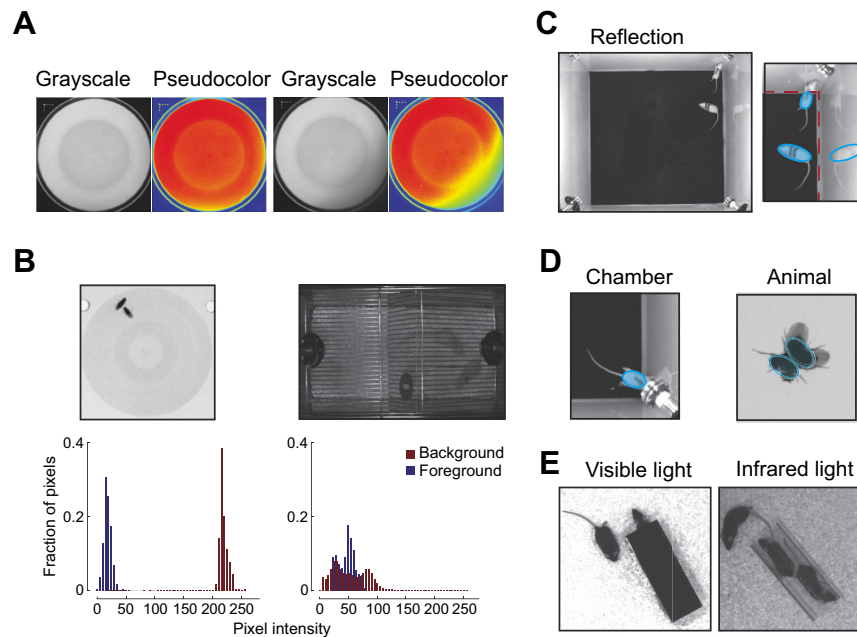 A
Grayscale Pseudocolor Grayscale Pseudocolor
B
Background
Foreground
Fraction of pixels
0.4
0.2
0
0 50 100 150 200 250
0.4
0.2
0
0 50 100 150 200 250
Pixel intensity
C
Reflection
D
Chamber Animal
E
Visible light Infrared light